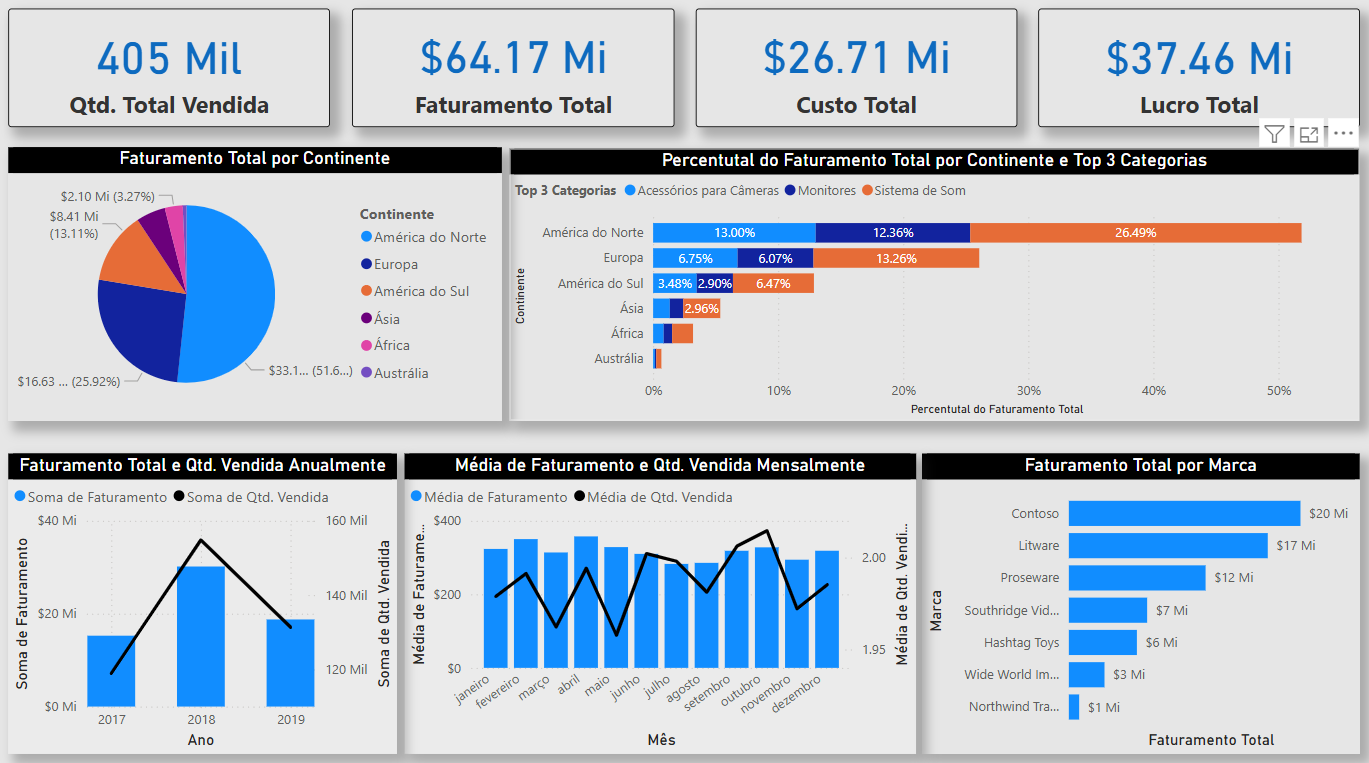 405 Mil
Qtd. Total Vendida
$64.17 Mi
Faturamento Total
$26.71 Mi
Custo Total
$37.46 Mi
Lucro Total
Faturamento Total por Continente
$2.10 Mi (3.27%)
$8.41 Mi
(13.11%)
$16.63 ... (25.92%)
$33.1... (51.6...)
Continente
América do Norte
Europa
América do Sul
Ásia
África
Austrália
Percentutal do Faturamento Total por Continente e Top 3 Categorias
Top 3 Categorias Acessórios para Câmeras Monitores Sistema de Som
Continente
América do Norte 13.00% 12.36% 26.49%
Europa 6.75% 6.07% 13.26%
América do Sul 3.48% 2.90% 6.47%
Ásia 2.96%
África
Austrália
0% 10% 20% 30% 40% 50%
Percentutal do Faturamento Total
Faturamento Total e Qtd. Vendida Anualmente
Soma de Faturamento Soma de Qtd. Vendida
Soma de Faturamento
$40 Mi
$20 Mi
$0 Mi
160 Mil
140 Mil
120 Mil
Soma de Qtd. Vendida
2017 2018 2019
Ano
Média de Faturamento e Qtd. Vendida Mensalmente
Média de Faturamento Média de Qtd. Vendida
Média de Faturame...
$400
$200
$0
2.00
1.95
Média de Qtd. Vendi...
janeiro fevereiro março abril maio junho julho agosto setembro outubro novembro dezembro
Mês
Faturamento Total por Marca
Marca
Contoso $20 Mi
Litware $17 Mi
Proseware $12 Mi
Southridge Vid... $7 Mi
Hashtag Toys $6 Mi
Wide World Im... $3 Mi
Northwind Tra... $1 Mi
Faturamento Total